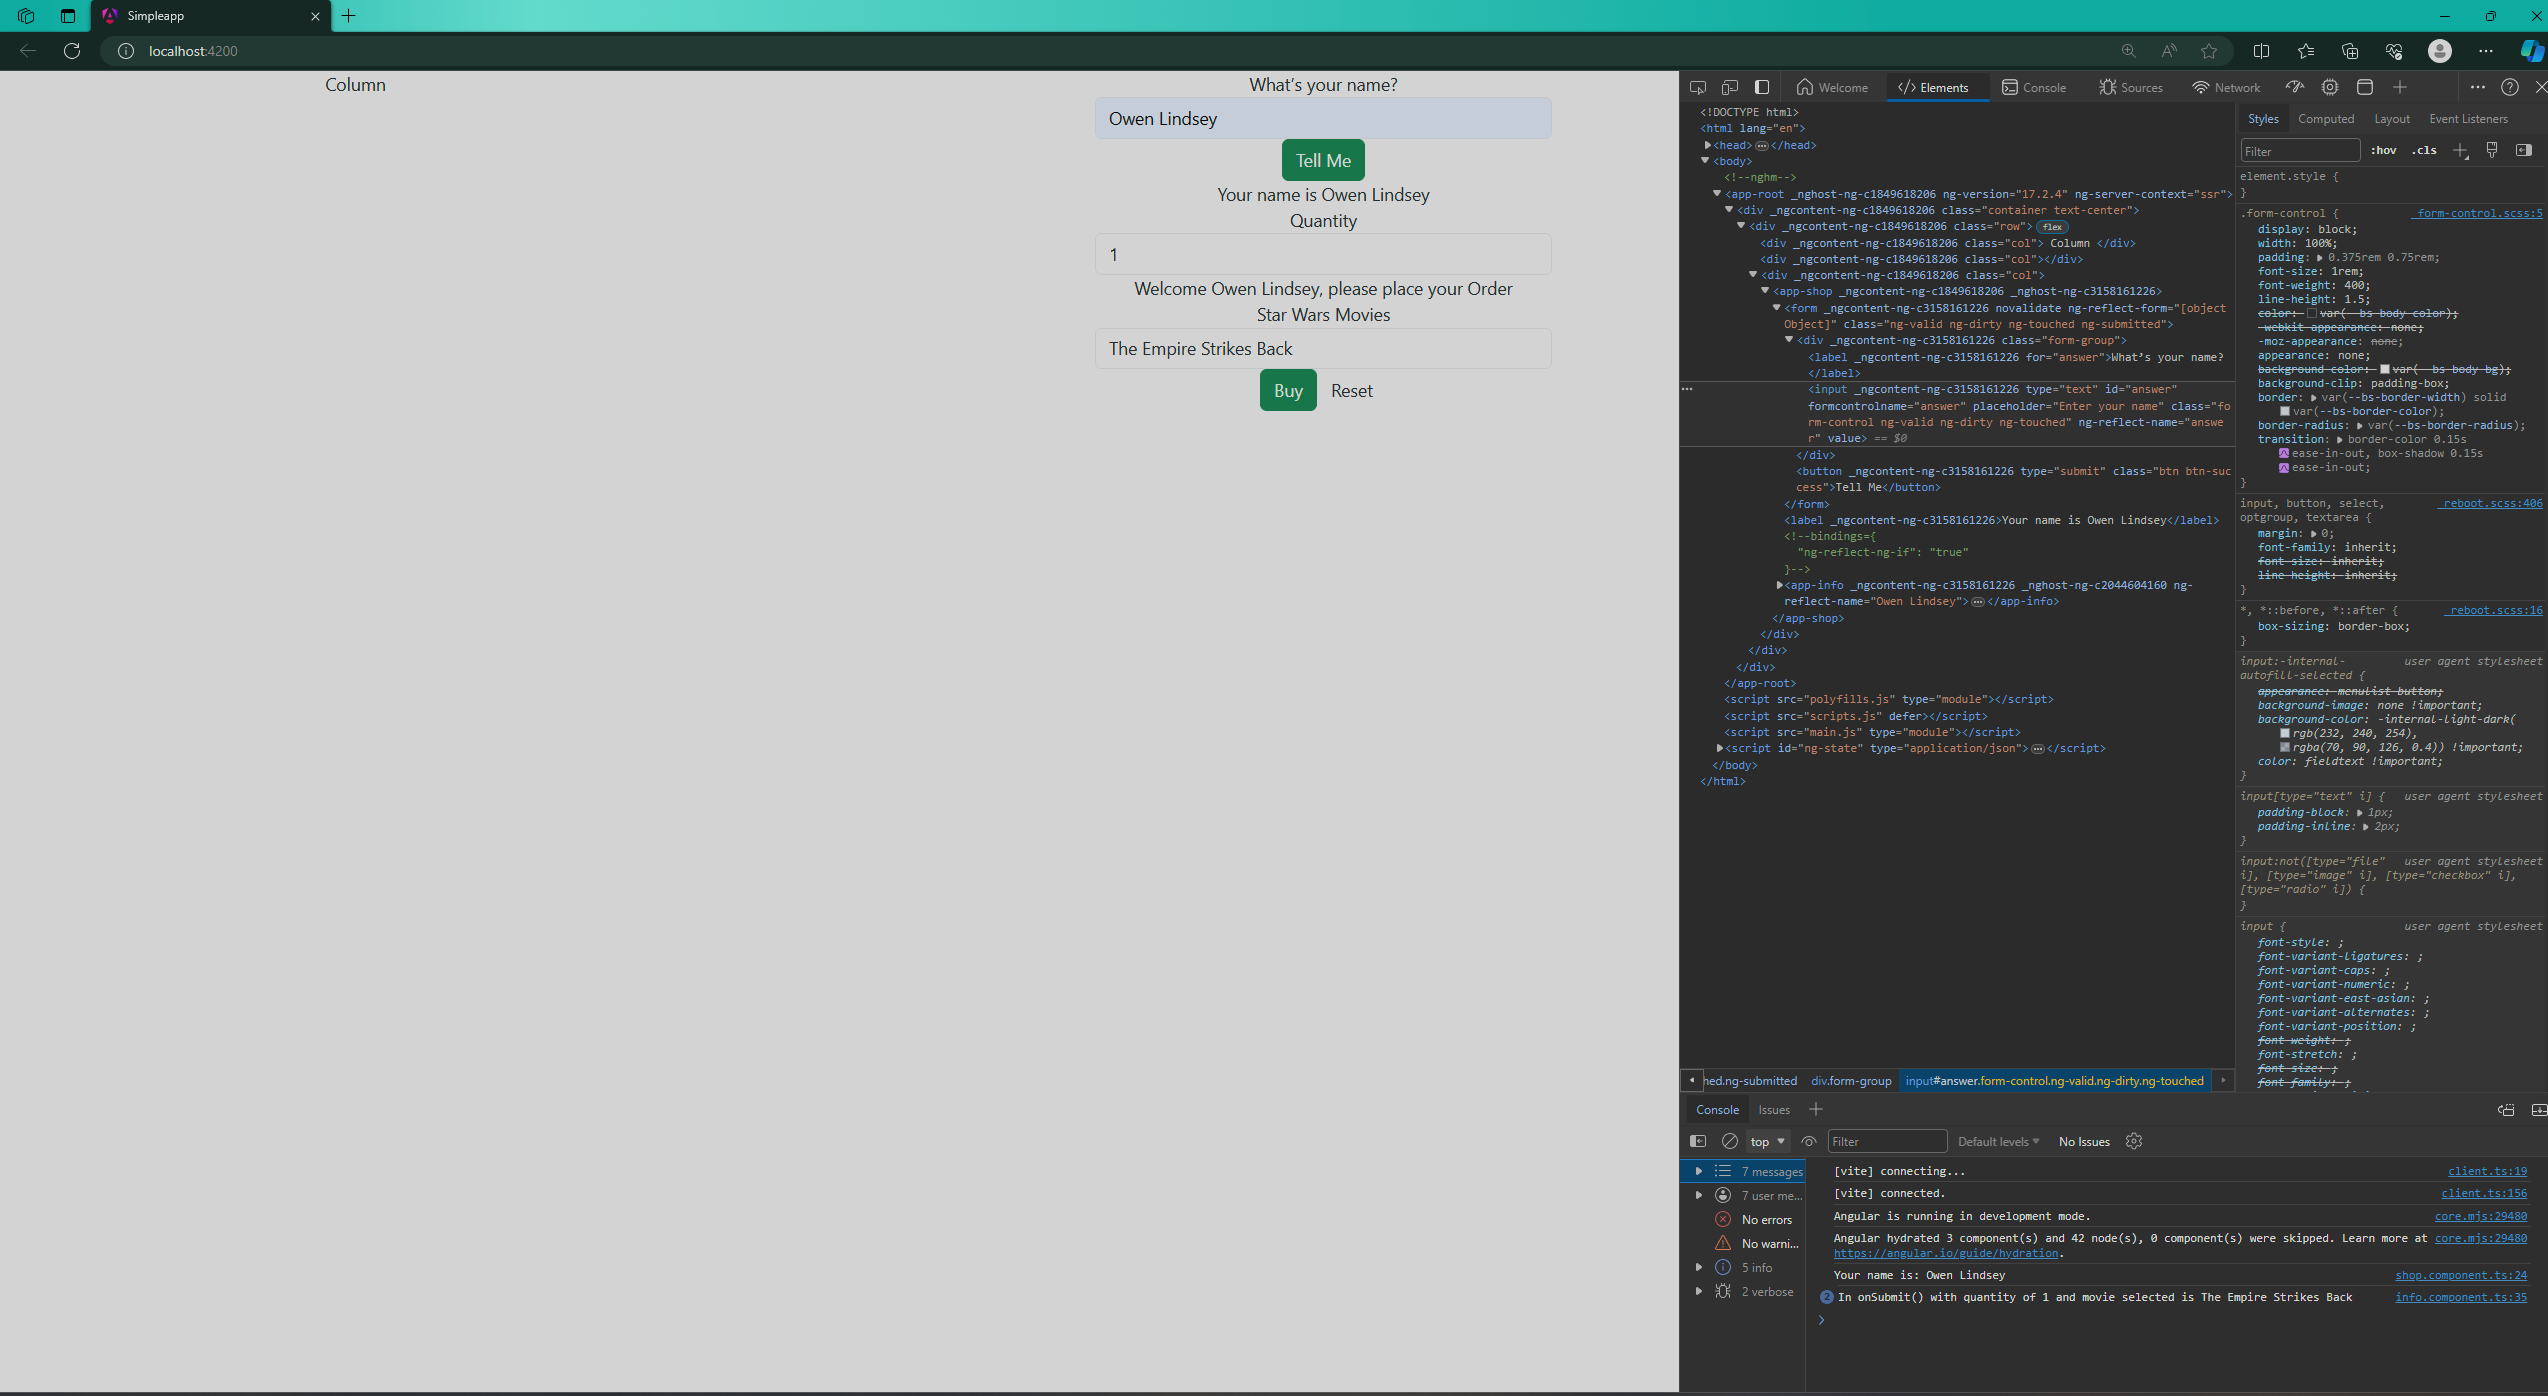 Simpleapp
localhost:4200
Column
What's your name?
Owen Lindsey
Tell Me
Your name is Owen Lindsey
Quantity
1
Welcome Owen Lindsey, please place your Order
Star Wars Movies
The Empire Strikes Back
Buy Reset
Welcome Elements Console Sources Network
<!DOCTYPE html>
<html lang="en">
<head> </head>
<body>
<!--nghm-->
<app-root _nghost-ng-c1849618206 ng-version="17.2.4" ng-server-context="ssr">
<div _ngcontent-ng-c1849618206 class="container text-center">
<div _ngcontent-ng-c1849618206 class="row"> flex
<div _ngcontent-ng-c1849618206 class="col"> Column </div>
<div _ngcontent-ng-c1849618206 class="col"></div>
<div _ngcontent-ng-c1849618206 class="col">
<app-shop _ngcontent-ng-c1849618206 _nghost-ng-c3158161226>
<form _ngcontent-ng-c3158161226 novalidate ng-reflect-form="[object
Object]" class="ng-valid ng-dirty ng-touched ng-submitted">
<div _ngcontent-ng-c3158161226 class="form-group">
<label _ngcontent-ng-c3158161226 for="answer">What's your name?
</label>
<input _ngcontent-ng-c3158161226 type="text" id="answer"
formcontrolname="answer" placeholder="Enter your name" class="fo
rm-control ng-valid ng-dirty ng-touched" ng-reflect-name="answe
r" value> == $0
</div>
<button _ngcontent-ng-c3158161226 type="submit" class="btn btn-suc
cess">Tell Me</button>
</form>
<label _ngcontent-ng-c3158161226>Your name is Owen Lindsey</label>
<!--bindings={
"ng-reflect-ng-if": "true"
}-->
<app-info _ngcontent-ng-c3158161226 _nghost-ng-c2044604160 ng-
reflect-name="Owen Lindsey"> </app-info>
</app-shop>
</div>
</div>
</div>
</app-root>
<script src="polyfills.js" type="module"></script>
<script src="scripts.js" defer></script>
<script src="main.js" type="module"></script>
<script id="ng-state" type="application/json"> </script>
</body>
</html>
hed.ng-submitted div.form-group input#answer.form-control.ng-valid.ng-dirty.ng-touched
Styles Computed Layout Event Listeners
Filter :hov .cls
element.style {
}
.form-control { _form-control.scss:5
display: block;
width: 100%;
padding: 0.375rem 0.75rem;
font-size: 1rem;
font-weight: 400;
line-height: 1.5;
color: var(--bs-body-color);
-webkit-appearance: none;
-moz-appearance: none;
appearance: none;
background-color: var(--bs-body-bg);
background-clip: padding-box;
border: var(--bs-border-width) solid
var(--bs-border-color);
border-radius: var(--bs-border-radius);
transition: border-color 0.15s
ease-in-out, box-shadow 0.15s
ease-in-out;
}
input, button, select, _reboot.scss:406
optgroup, textarea {
margin: 0;
font-family: inherit;
font-size: inherit;
line-height: inherit;
}
*, *::before, *::after { _reboot.scss:16
box-sizing: border-box;
}
input:-internal- user agent stylesheet
autofill-selected {
appearance: menulist-button;
background-image: none !important;
background-color: -internal-light-dark(
rgb(232, 240, 254),
rgba(70, 90, 126, 0.4)) !important;
color: fieldtext !important;
}
input[type="text" i] { user agent stylesheet
padding-block: 1px;
padding-inline: 2px;
}
input:not([type="file" user agent stylesheet
i], [type="image" i], [type="checkbox" i],
[type="radio" i]) {
}
input { user agent stylesheet
font-style: ;
font-variant-ligatures: ;
font-variant-caps: ;
font-variant-numeric: ;
font-variant-east-asian: ;
font-variant-alternates: ;
font-variant-position: ;
font-weight: ;
font-stretch: ;
font-size: ;
font-family: ;
Console Issues
top Filter Default levels No Issues
7 messages
7 user me...
No errors
No warni...
5 info
2 verbose
[vite] connecting... client.ts:19
[vite] connected. client.ts:156
Angular is running in development mode. core.mjs:29480
Angular hydrated 3 component(s) and 42 node(s), 0 component(s) were skipped. Learn more at core.mjs:29480
https://angular.io/guide/hydration.
Your name is: Owen Lindsey shop.component.ts:24
2 In onSubmit() with quantity of 1 and movie selected is The Empire Strikes Back info.component.ts:35